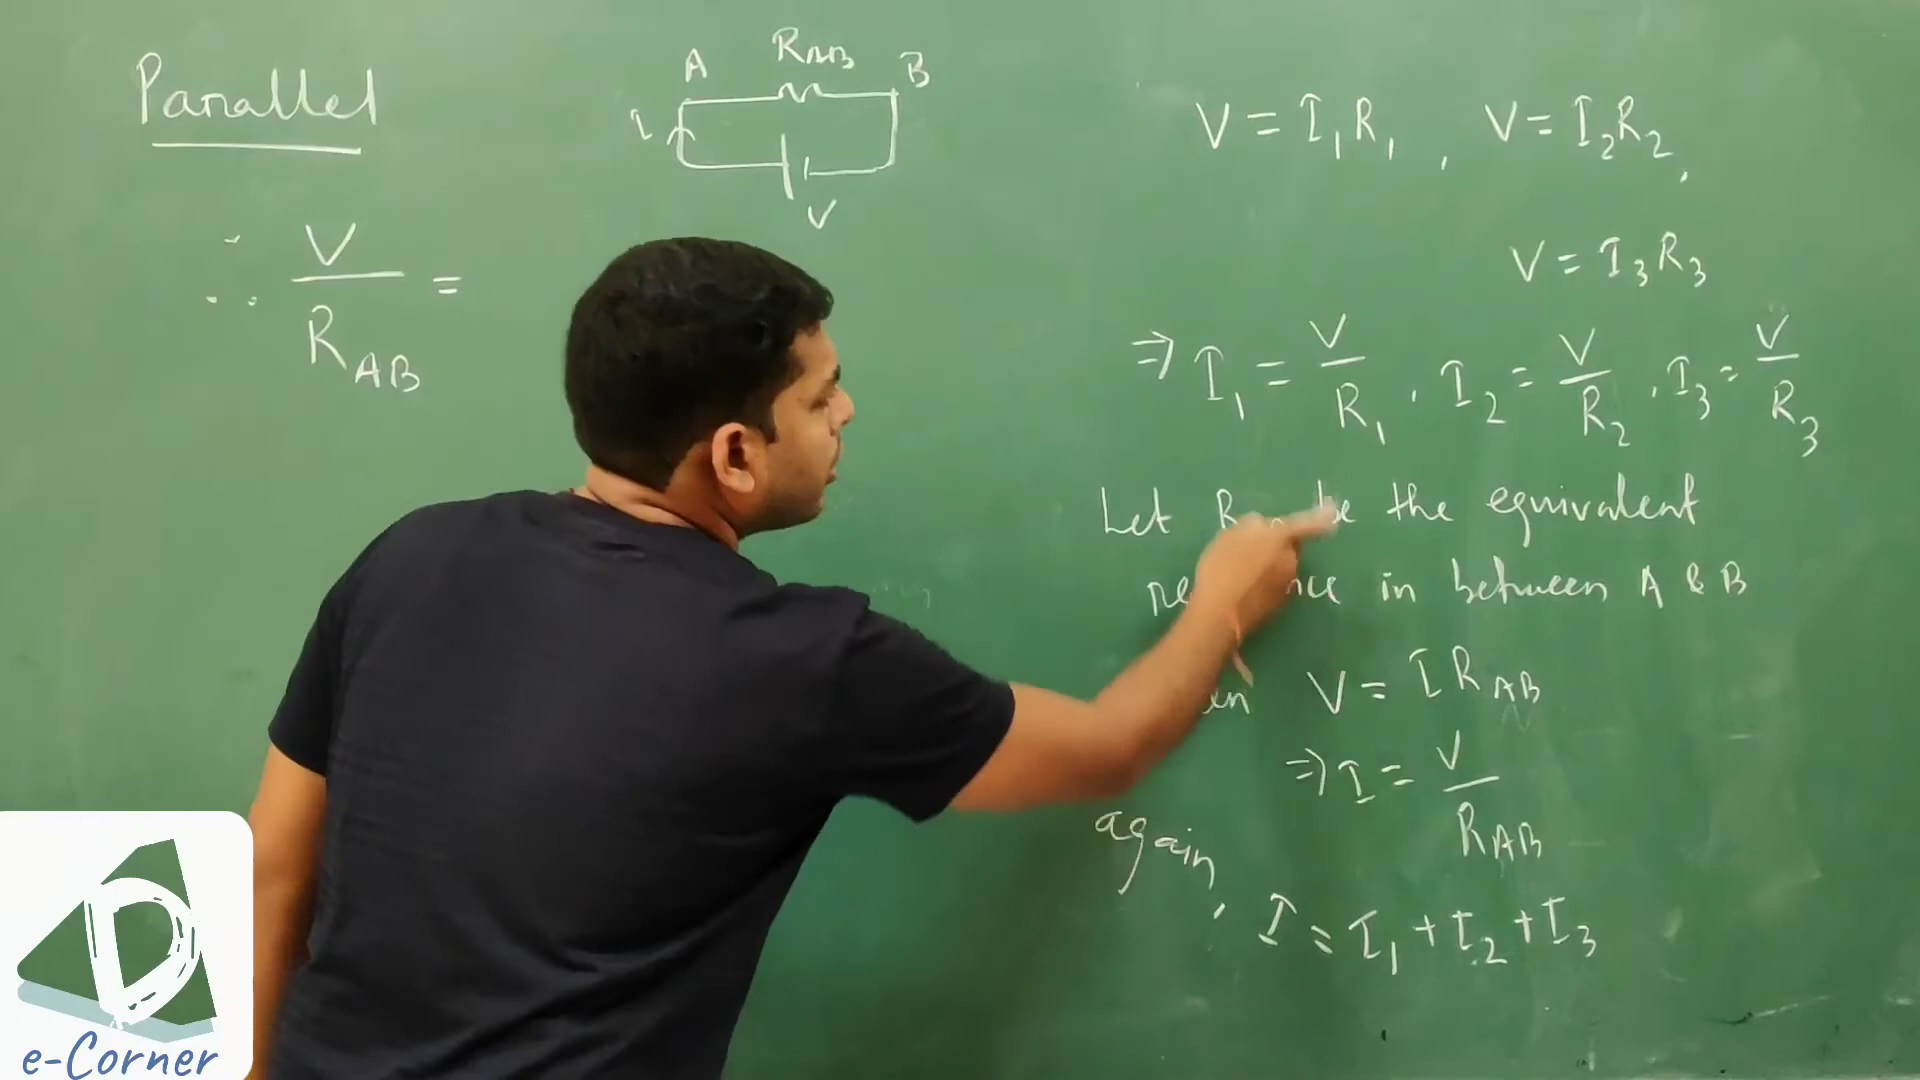 Parallel
A R_AB B
I
V
∴ V/R_AB =
V = I₁R₁, V = I₂R₂,
V = I₃R₃
⇒ I₁ = V/R₁, I₂ = V/R₂, I₃ = V/R₃
Let be the equivalent
in between A & B
V = I R_AB
⇒ I = V/R_AB
again,
I = I₁ + I₂ + I₃
D
e-Corner